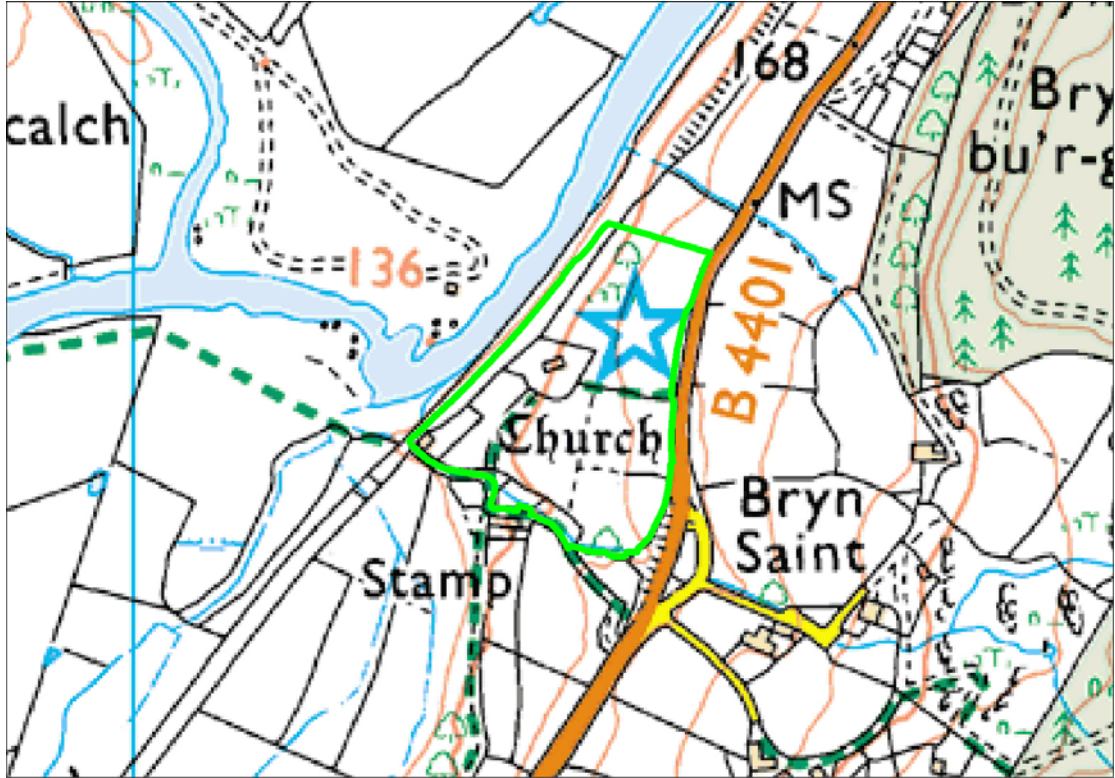 168
Bry
bu'r-g
calch
MS
136
B 4401
Church
Bryn
Saint
Stamp